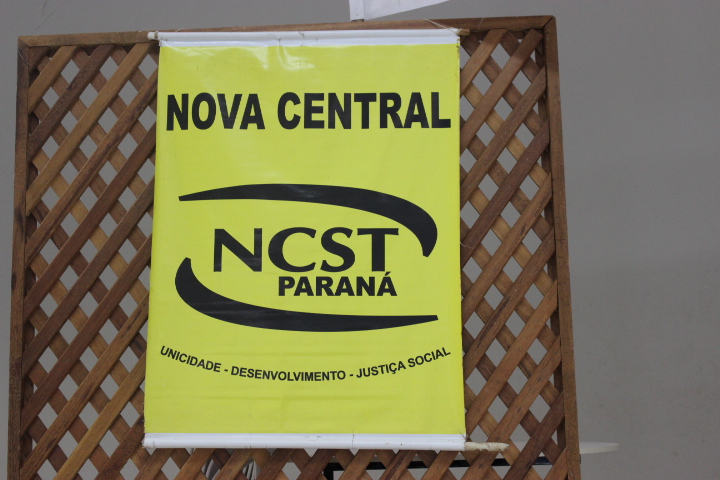 NOVA CENTRAL
NCST
PARANÁ
UNICIDADE - DESENVOLVIMENTO - JUSTIÇA SOCIAL